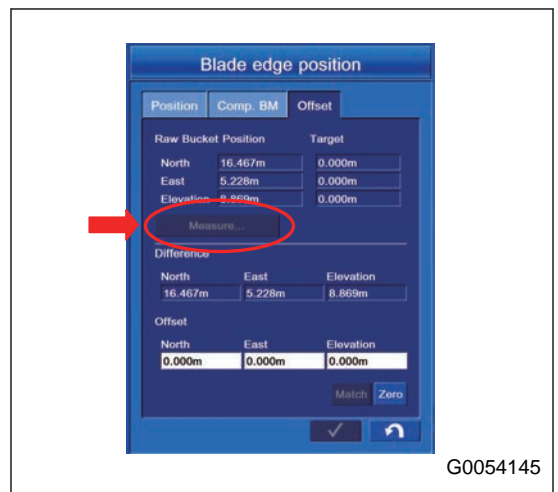 Blade edge position
Position Comp. BM Offset
Raw Bucket Position Target
North 16.467m 0.000m
East 5.228m 0.000m
Elevation 8.869m 0.000m
Measure...
Difference
North East Elevation
16.467m 5.228m 8.869m
Offset
North East Elevation
0.000m 0.000m 0.000m
Match Zero
G0054145